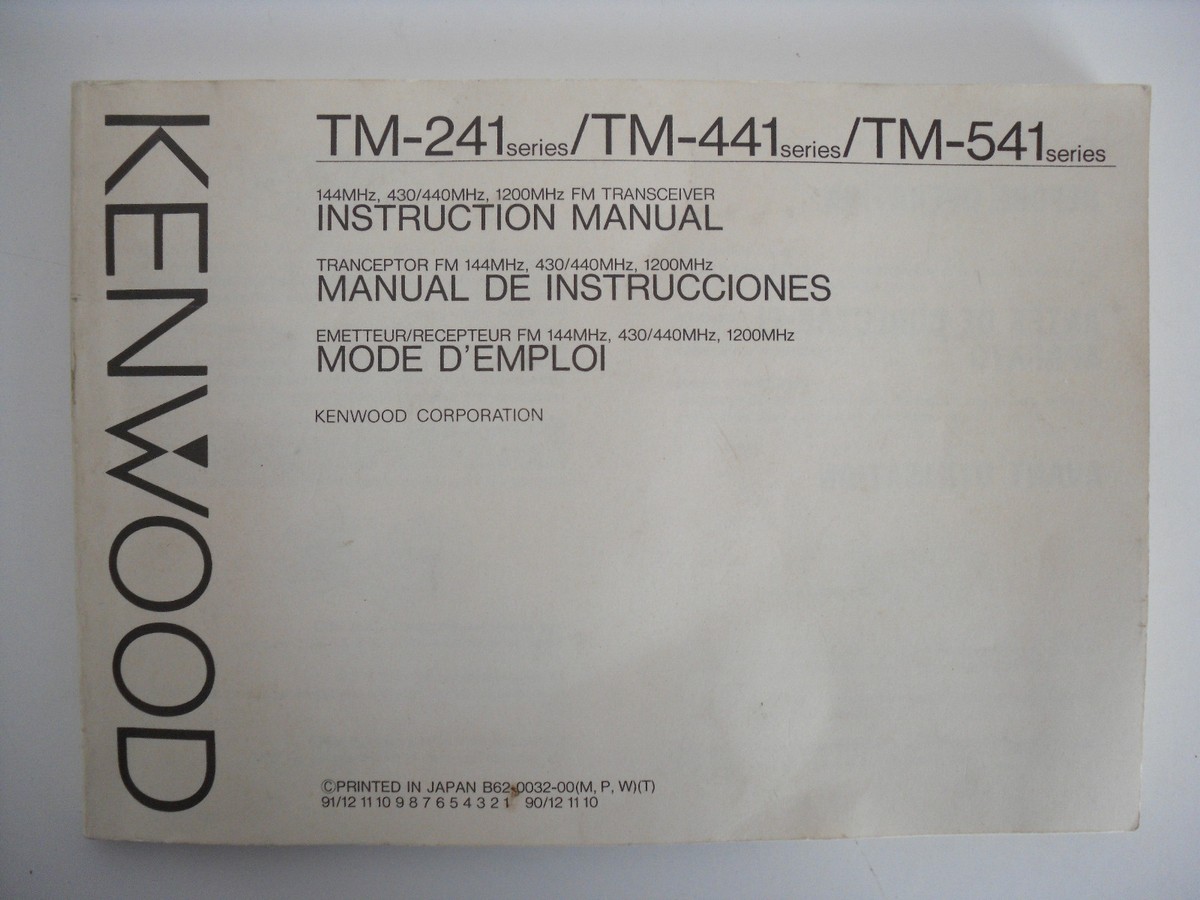 KENWOOD
TM-241series/TM-441series/TM-541series
144MHz, 430/440MHz, 1200MHz FM TRANSCEIVER
INSTRUCTION MANUAL
TRANCEPTOR FM 144MHz, 430/440MHz, 1200MHz
MANUAL DE INSTRUCCIONES
EMETTEUR/RECEPTEUR FM 144MHz, 430/440MHz, 1200MHz
MODE D'EMPLOI
KENWOOD CORPORATION
©PRINTED IN JAPAN B62-0032-00(M, P, W)(T)
91/12 11 10 9 8 7 6 5 4 3 2 1 90/12 11 10